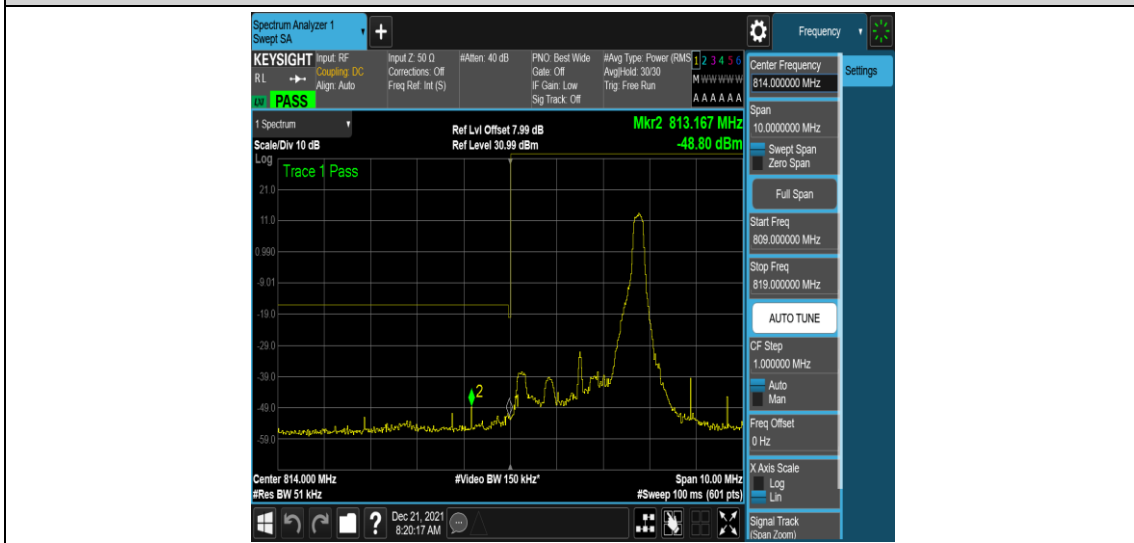 Spectrum Analyzer 1
Swept SA
+
Frequency
KEYSIGHT
RL
PASS
Input: RF
Coupling: DC
Align: Auto
Input Z: 50 Ω
Corrections: Off
Freq Ref: Int (S)
#Atten: 40 dB
PNO: Best Wide
Gate: Off
IF Gain: Low
Sig Track: Off
#Avg Type: Power (RMS
Avg|Hold: 30/30
Trig: Free Run
1 2 3 4 5 6
M W W W W W
A A A A A A
1 Spectrum
Scale/Div 10 dB
Ref Lvl Offset 7.99 dB
Ref Level 30.99 dBm
Mkr2 813.167 MHz
-48.80 dBm
Log
Trace 1 Pass
21.0
11.0
0.990
-9.01
-19.0
-29.0
-39.0
-49.0
-59.0
2
Center 814.000 MHz
#Res BW 51 kHz
#Video BW 150 kHz*
Span 10.00 MHz
#Sweep 100 ms (601 pts)
Center Frequency
814.000000 MHz
Settings
Span
10.0000000 MHz
Swept Span
Zero Span
Full Span
Start Freq
809.000000 MHz
Stop Freq
819.000000 MHz
AUTO TUNE
CF Step
1.000000 MHz
Auto
Man
Freq Offset
0 Hz
X Axis Scale
Log
Lin
Signal Track
(Span Zoom)
?
Dec 21, 2021
8:20:17 AM